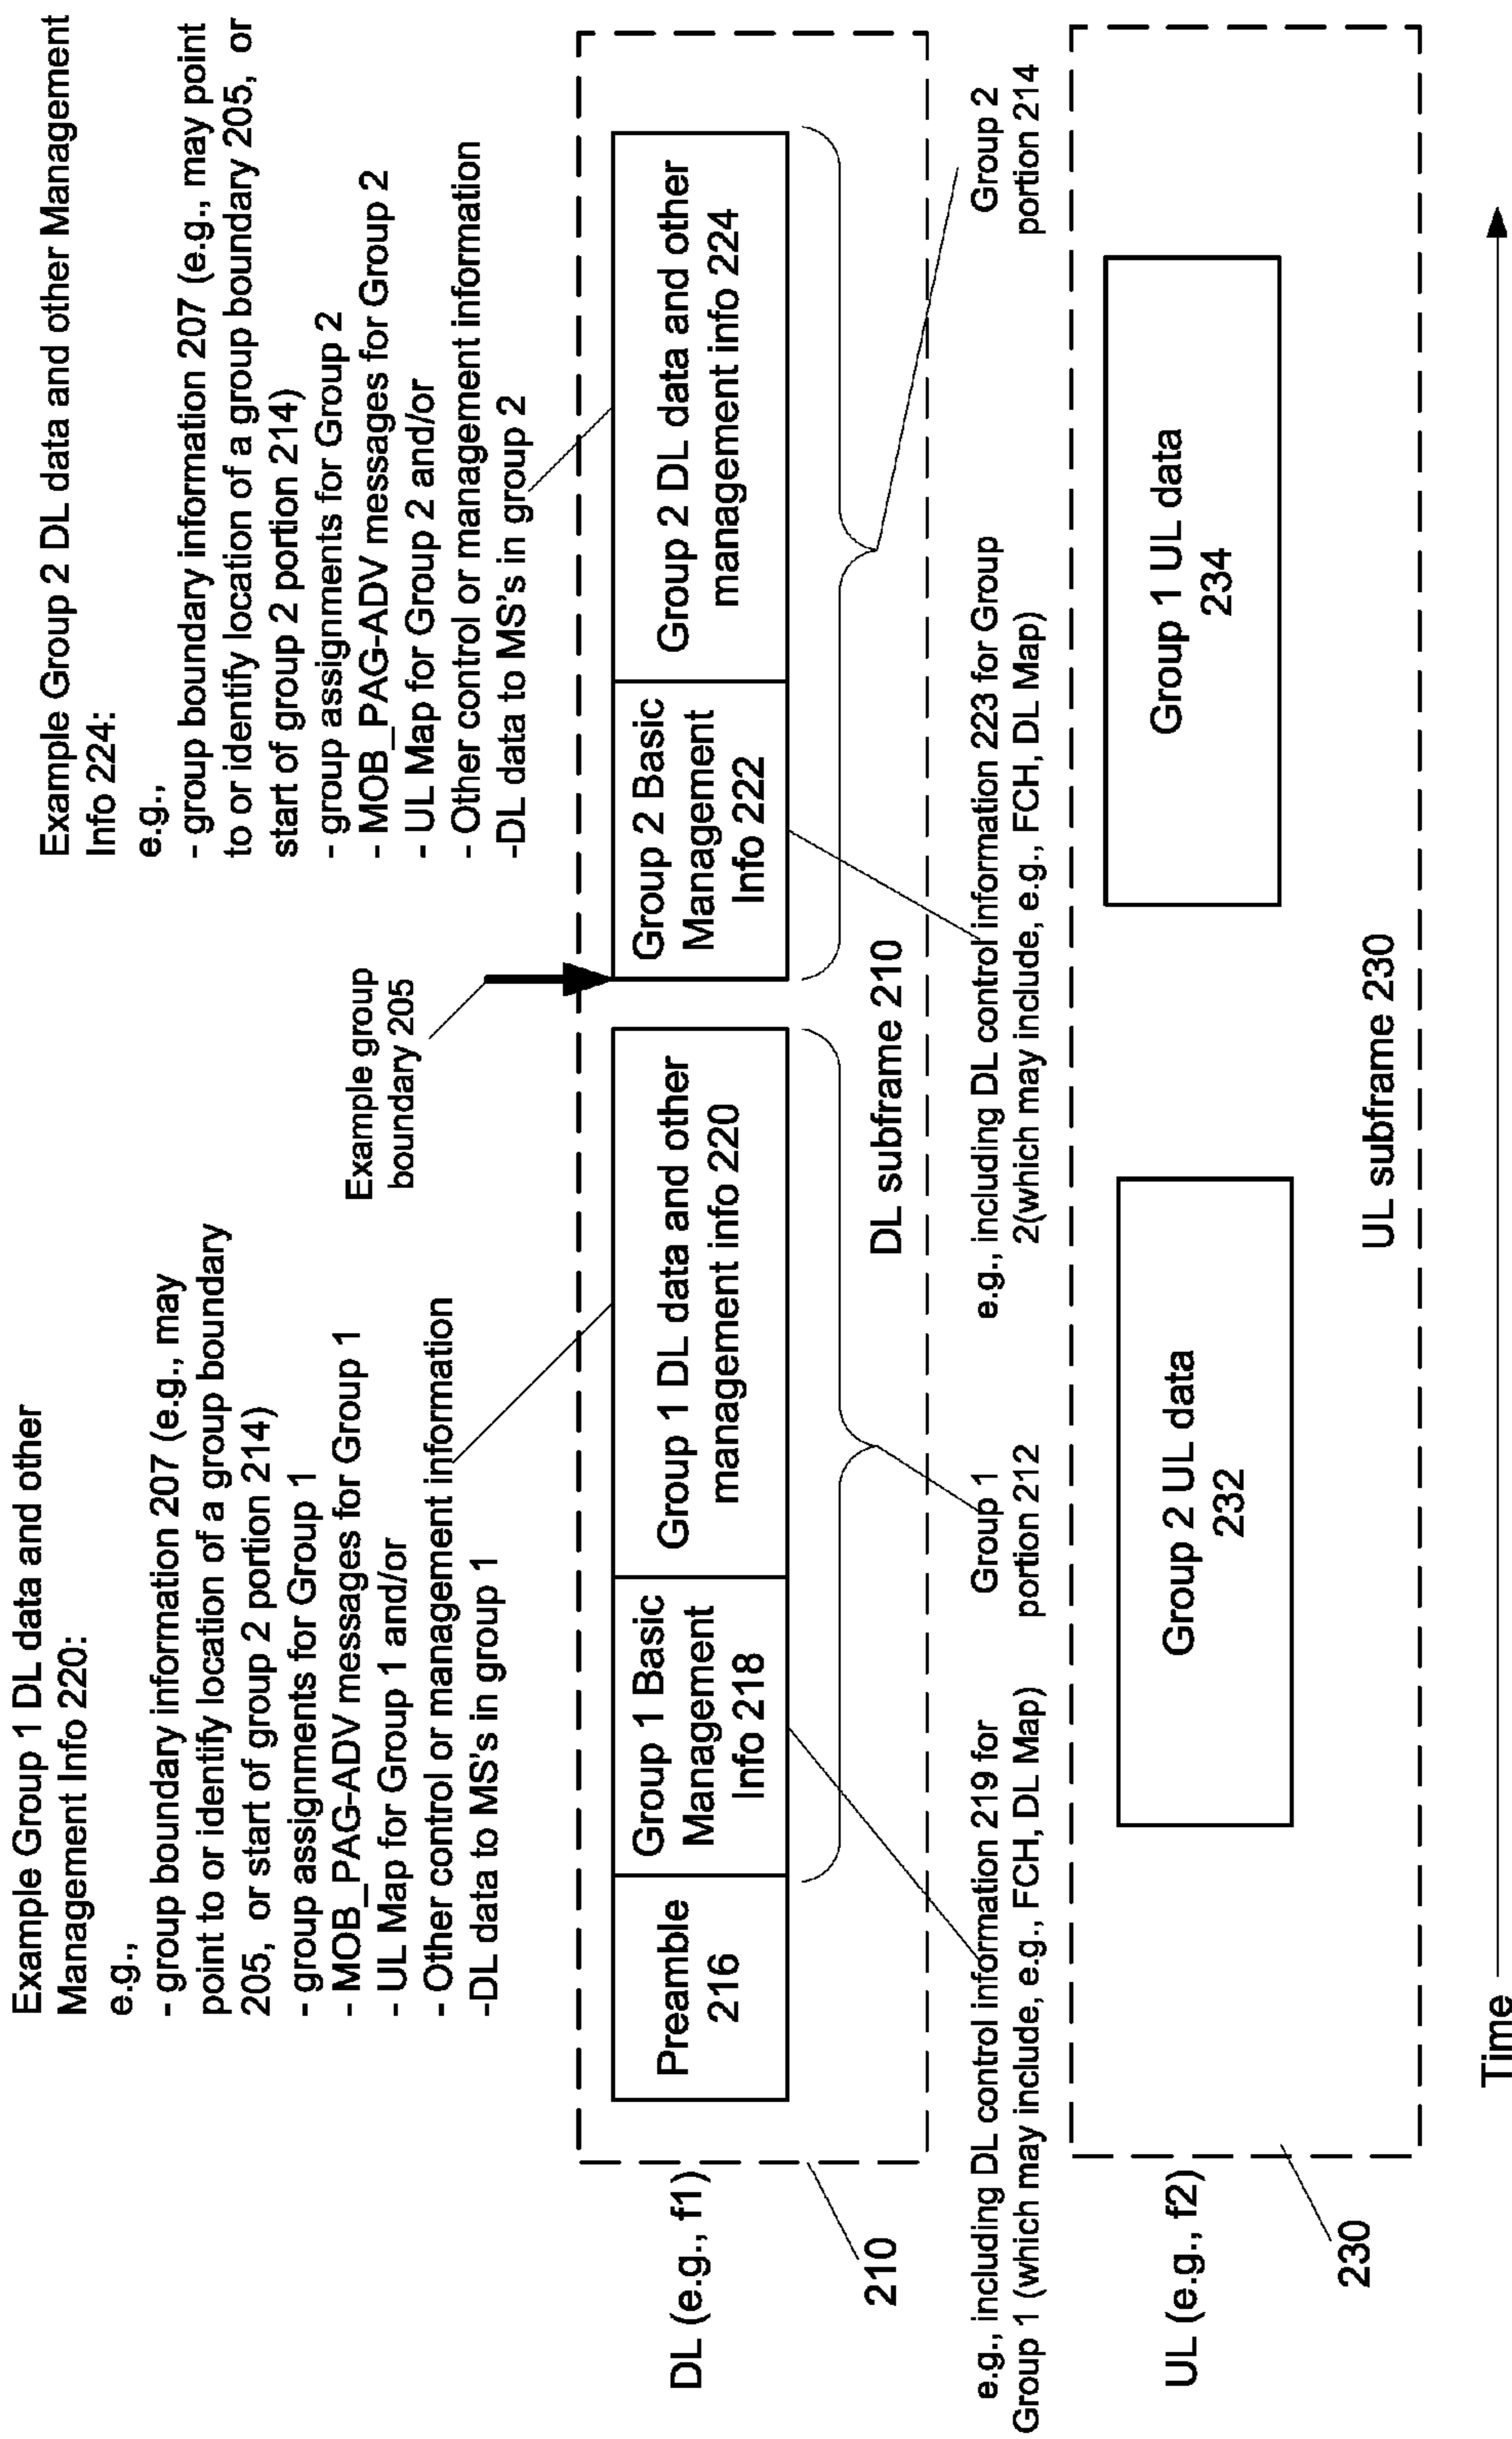 Example Group 1 DL data and other
Management Info 220:
e.g.,
- group boundary information 207 (e.g., may
point to or identify location of a group boundary
205,  or start of group 2 portion 214)
- group assignments for Group 1
- MOB_PAG-ADV messages for Group 1
- UL Map for Group 1 and/or
- Other control or management information
-DL data to MS's in group 1
Example Group 2 DL data and other Management
Info 224:
e.g.,
- group boundary information 207 (e.g., may point
to or identify location of a group boundary 205,  or
start of group 2 portion 214)
- group assignments for Group 2
- MOB_PAG-ADV messages for Group 2
- UL Map for Group 2 and/or
- Other control or management information
-DL data to MS's in group 2
Example group
boundary 205
DL (e.g., f1)
Preamble
216
Group 1 Basic
Management
Info 218
Group 1 DL data and other
management info 220
Group 2 Basic
Management
Info 222
Group 2 DL data and other
management info 224
210
DL subframe 210
e.g., including DL control information 219 for
Group 1 (which may include, e.g., FCH, DL Map)
Group 1
portion 212
e.g., including DL control information 223 for Group
2(which may include, e.g., FCH, DL Map)
Group 2
portion 214
UL (e.g., f2)
Group 2 UL data
232
Group 1 UL data
234
230
UL subframe 230
Time